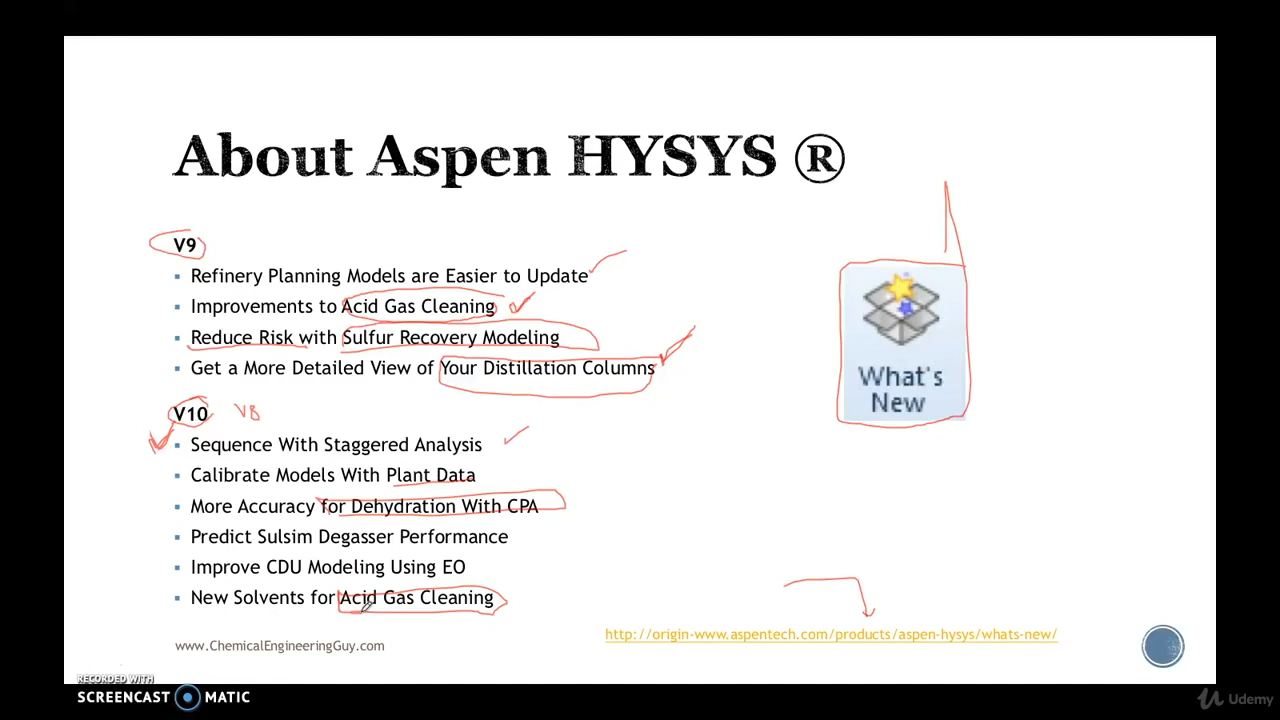 About Aspen HYSYS ®
V9
Refinery Planning Models are Easier to Update
Improvements to Acid Gas Cleaning
Reduce Risk with Sulfur Recovery Modeling
Get a More Detailed View of Your Distillation Columns
V10 V8
Sequence With Staggered Analysis
Calibrate Models With Plant Data
More Accuracy for Dehydration With CPA
Predict Sulsim Degasser Performance
Improve CDU Modeling Using EO
New Solvents for Acid Gas Cleaning
What's
New
http://origin-www.aspentech.com/products/aspen-hysys/whats-new/
www.ChemicalEngineeringGuy.com
RECORDED WITH
SCREENCAST MATIC
Udemy